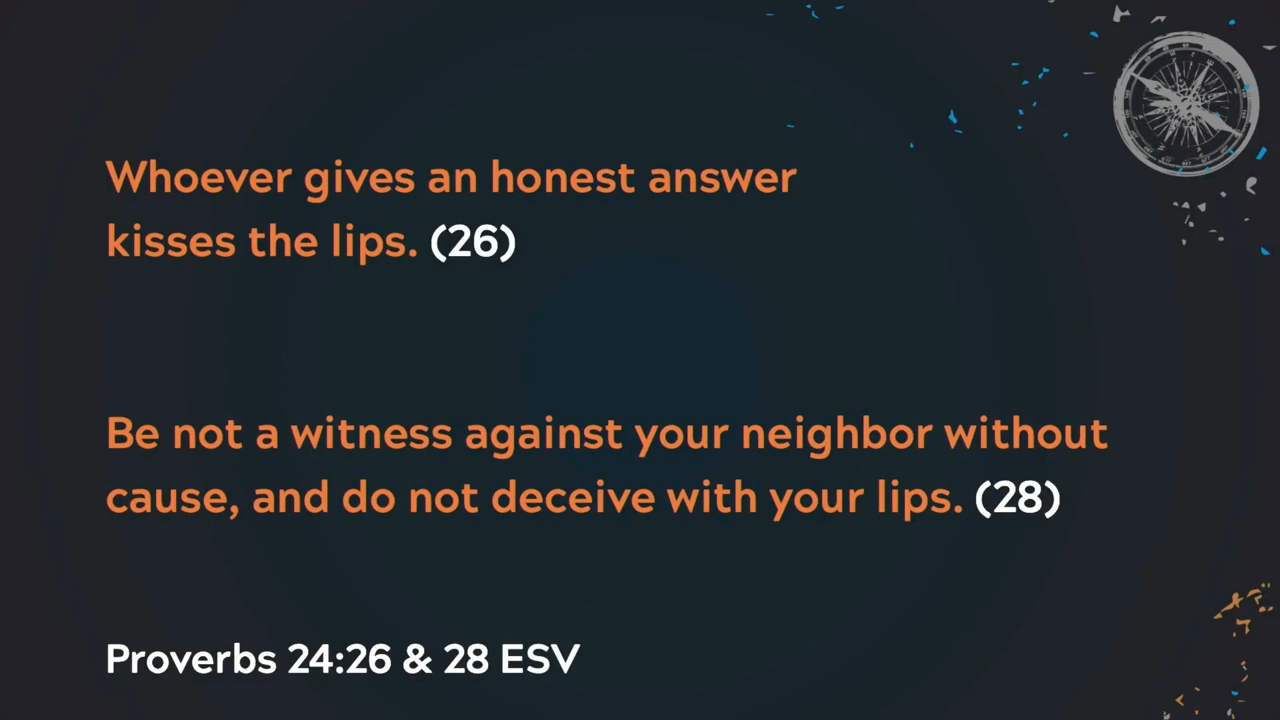 Whoever gives an honest answer
kisses the lips. (26)
Be not a witness against your neighbor without
cause, and do not deceive with your lips. (28)
Proverbs 24:26 & 28 ESV